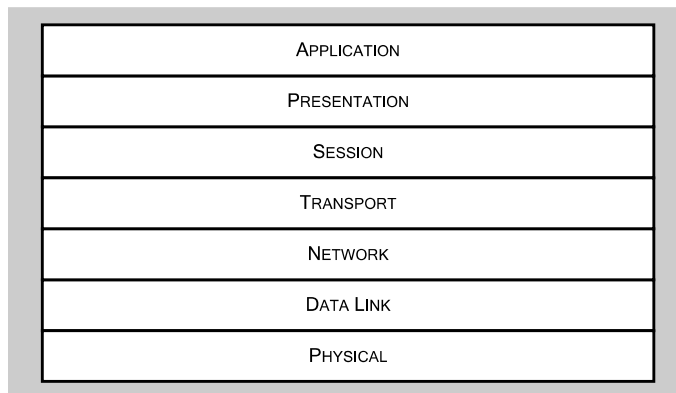 APPLICATION
PRESENTATION
SESSION
TRANSPORT
NETWORK
DATA LINK
PHYSICAL